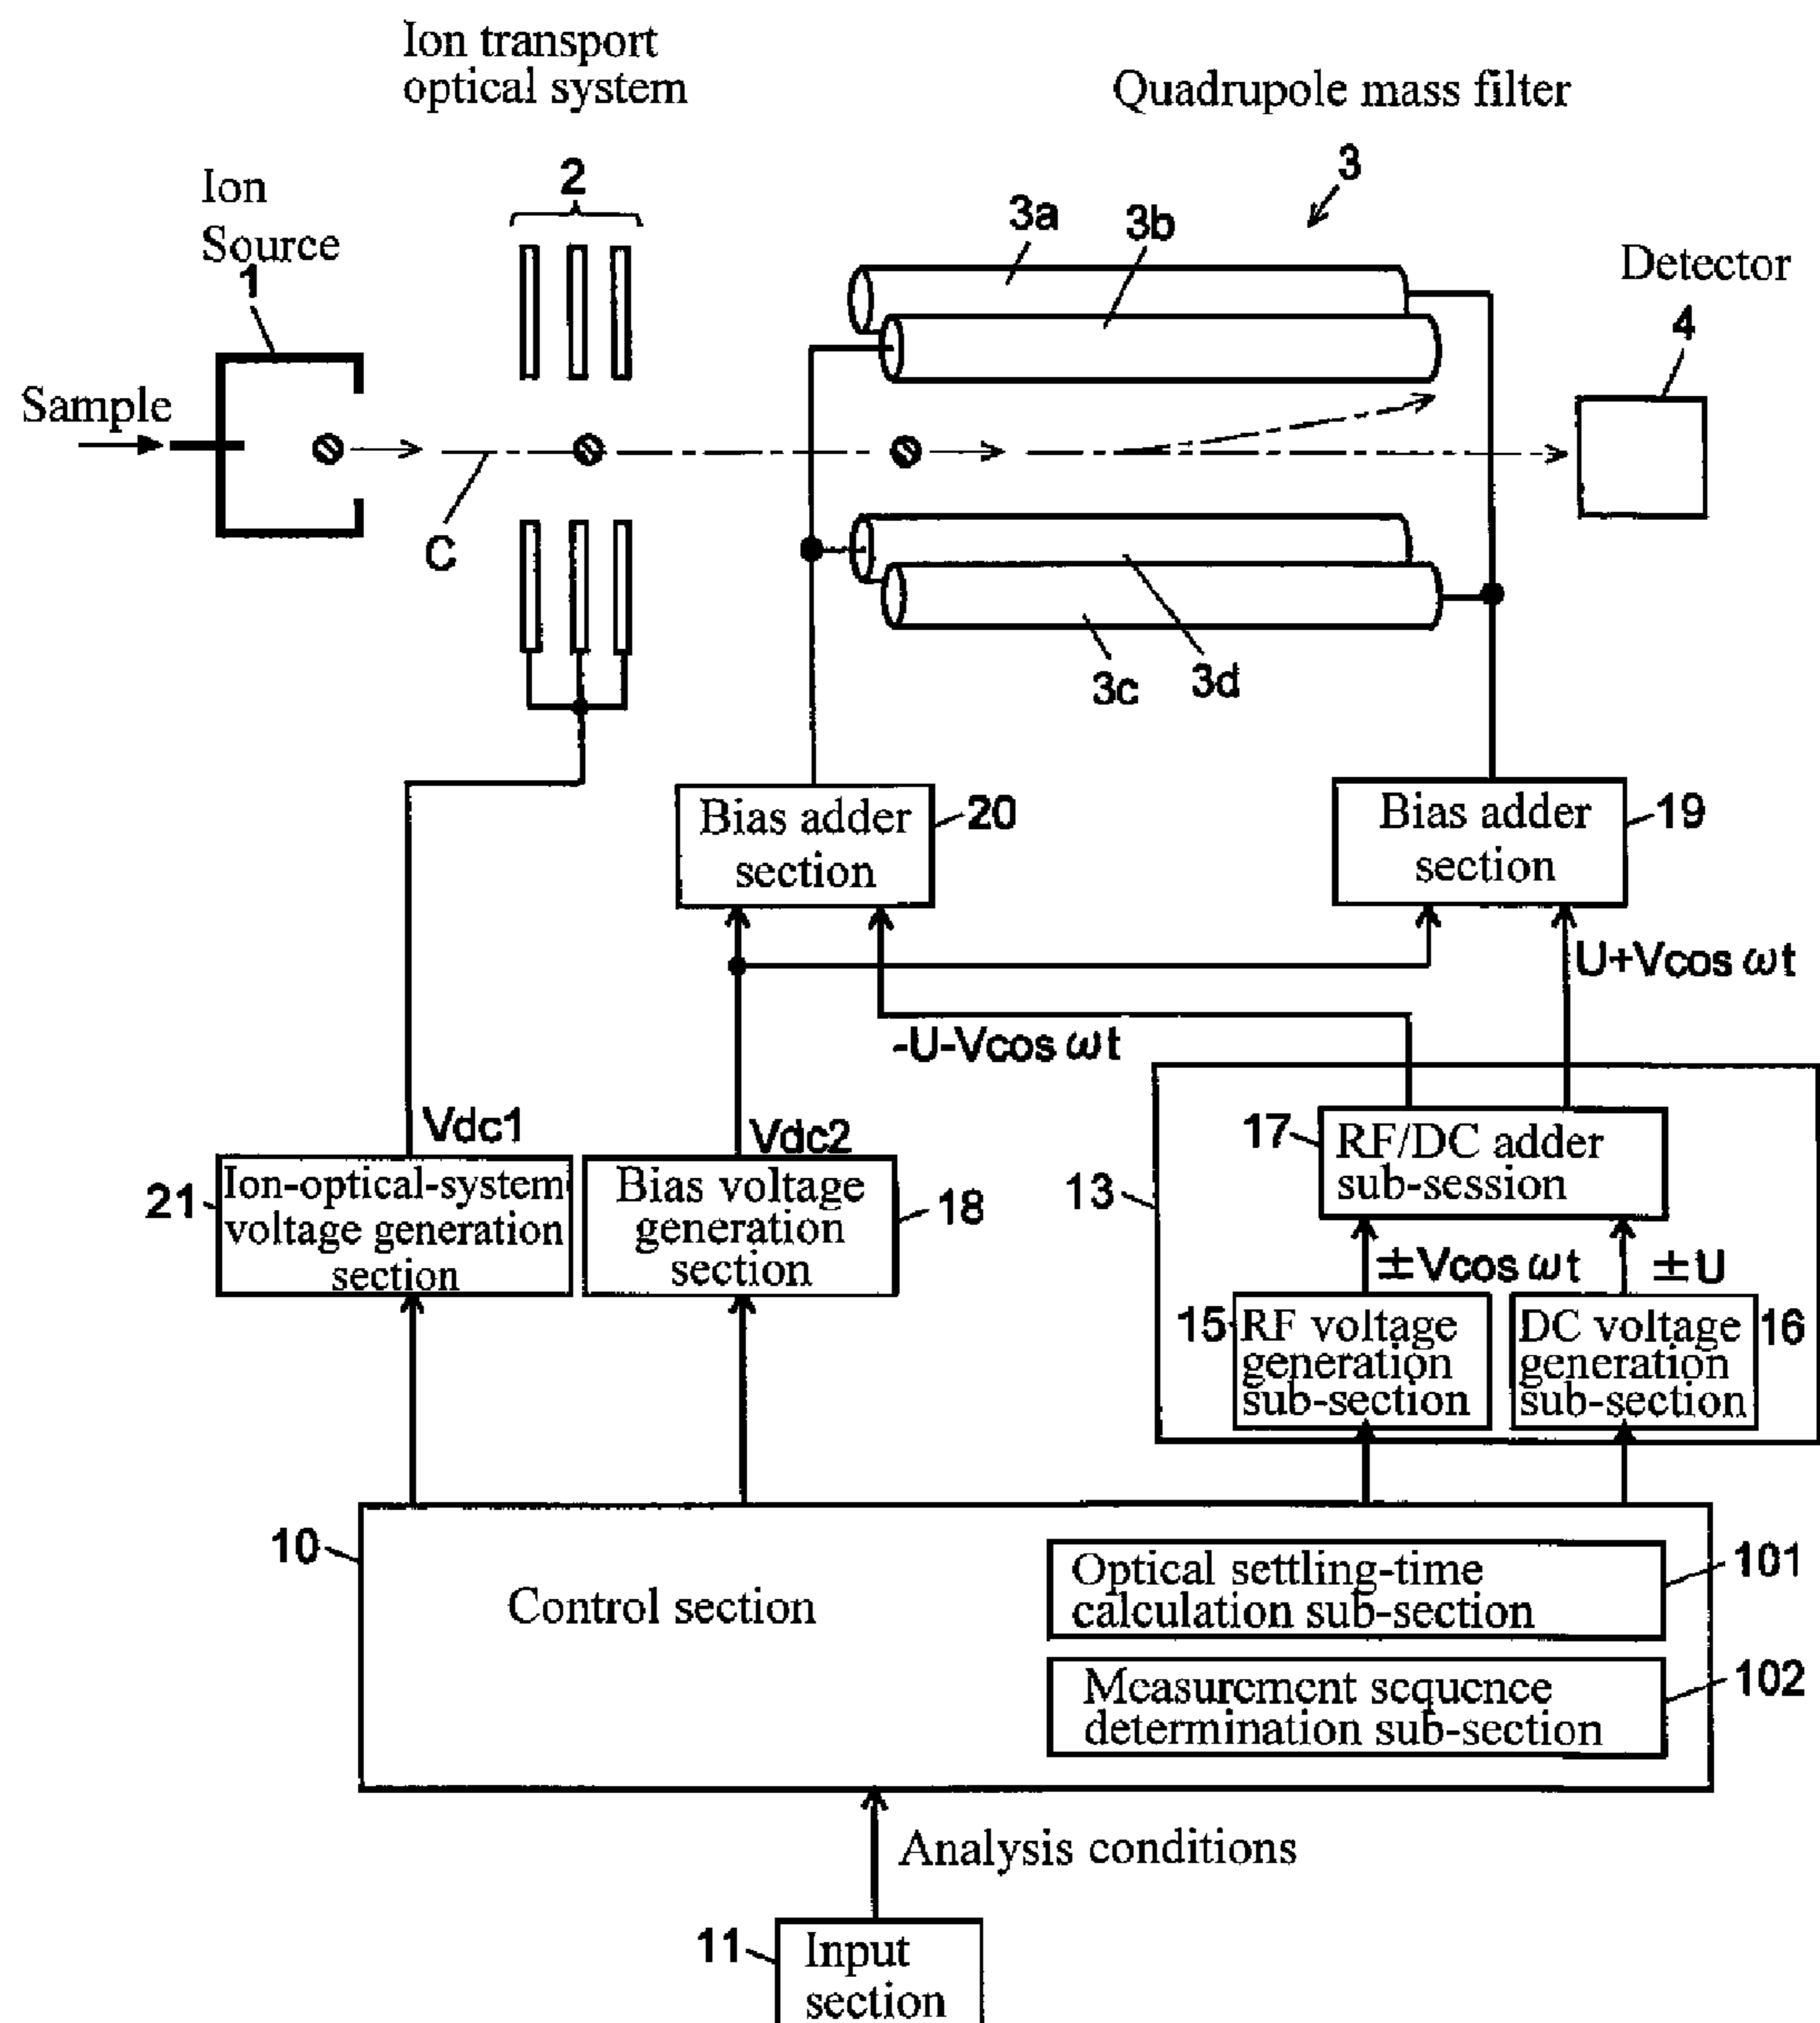 Ion transport
optical system
Quadrupole mass filter
2
3
Ion
Source
1
3a
3b
Detector
4
Sample
C
3c
3d
Bias adder
section
20
Bias adder
section
19
U+Vcos ωt
-U-Vcos ωt
Vdc1
Vdc2
17
RF/DC adder
sub-session
21
Ion-optical-system
voltage generation
section
Bias voltage
generation
section
18
13
±Vcos ωt
±U
15
RF voltage
generation
sub-section
DC voltage
generation
sub-section
16
10
Control section
Optical settling-time
calculation sub-section
101
Measurement sequence
determination sub-section
102
Analysis conditions
11
Input
section